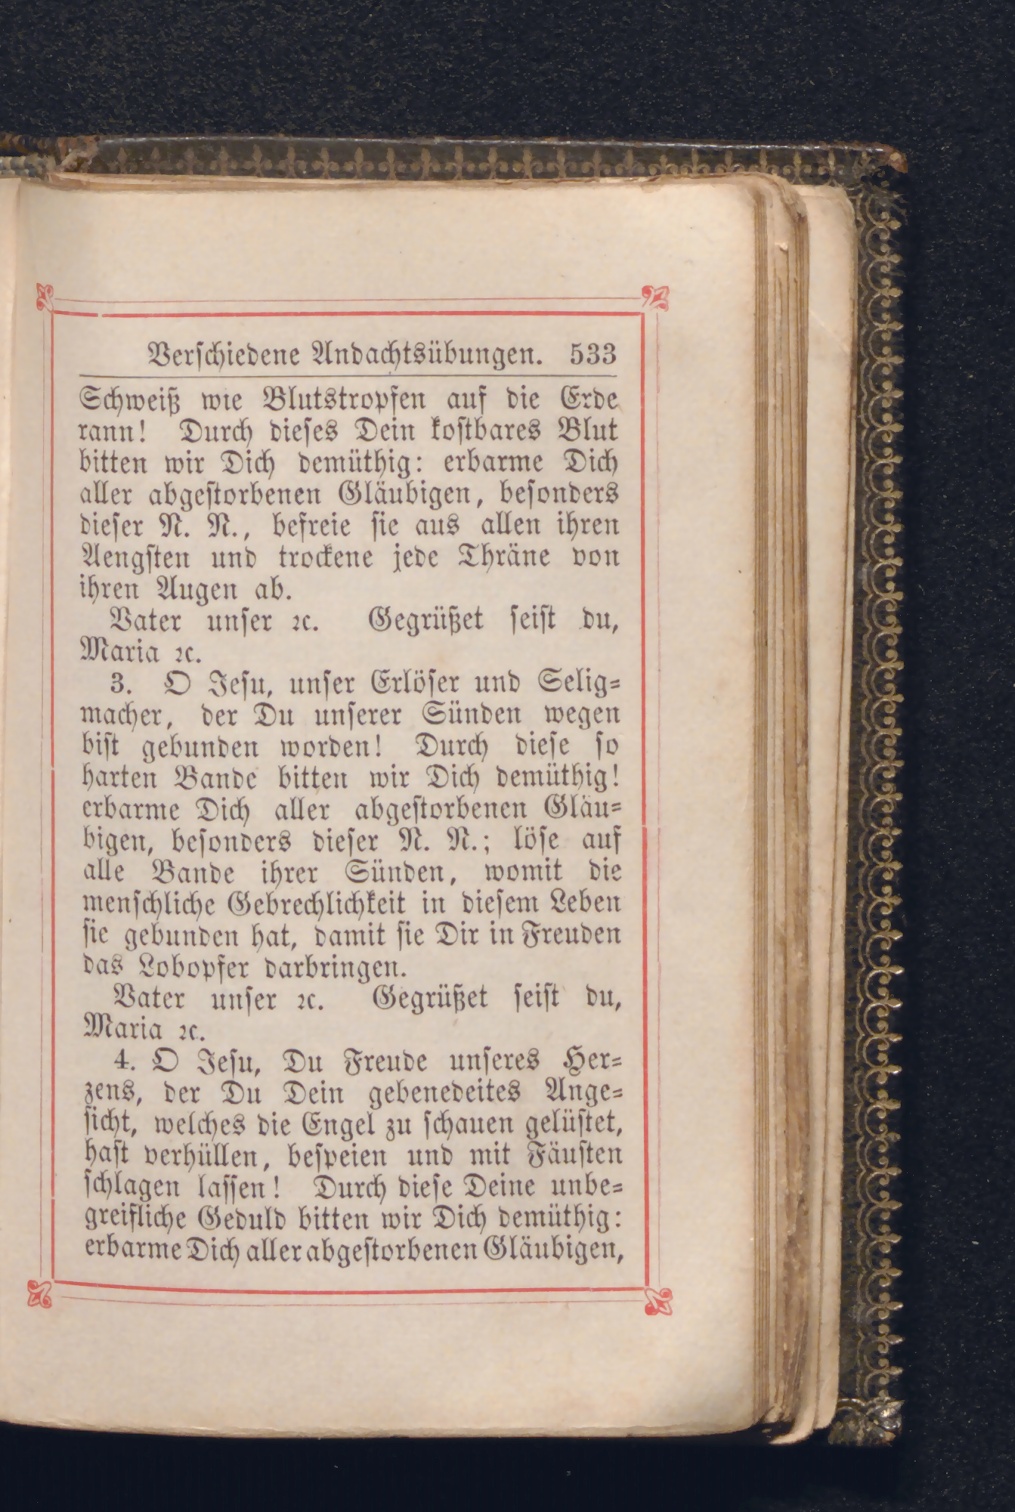 Verschiedene Andachtsübungen. 533
Schweiß wie Blutstropfen auf die Erde
rann! Durch dieses Dein kostbares Blut
bitten wir Dich demüthig: erbarme Dich
aller abgestorbenen Gläubigen, besonders
dieser N. N., befreie sie aus allen ihren
Aengsten und trockene jede Thräne von
ihren Augen ab.
Vater unser ꝛc. Gegrüßet seist du,
Maria ꝛc.
3. O Jesu, unser Erlöser und Selig-
macher, der Du unserer Sünden wegen
bist gebunden worden! Durch diese so
harten Bande bitten wir Dich demüthig!
erbarme Dich aller abgestorbenen Gläu-
bigen, besonders dieser N. N.; löse auf
alle Bande ihrer Sünden, womit die
menschliche Gebrechlichkeit in diesem Leben
sie gebunden hat, damit sie Dir in Freuden
das Lobopfer darbringen.
Vater unser ꝛc. Gegrüßet seist du,
Maria ꝛc.
4. O Jesu, Du Freude unseres Her-
zens, der Du Dein gebenedeites Ange-
sicht, welches die Engel zu schauen gelüstet,
hast verhüllen, bespeien und mit Fäusten
schlagen lassen! Durch diese Deine unbe-
greifliche Geduld bitten wir Dich demüthig:
erbarme Dich aller abgestorbenen Gläubigen,